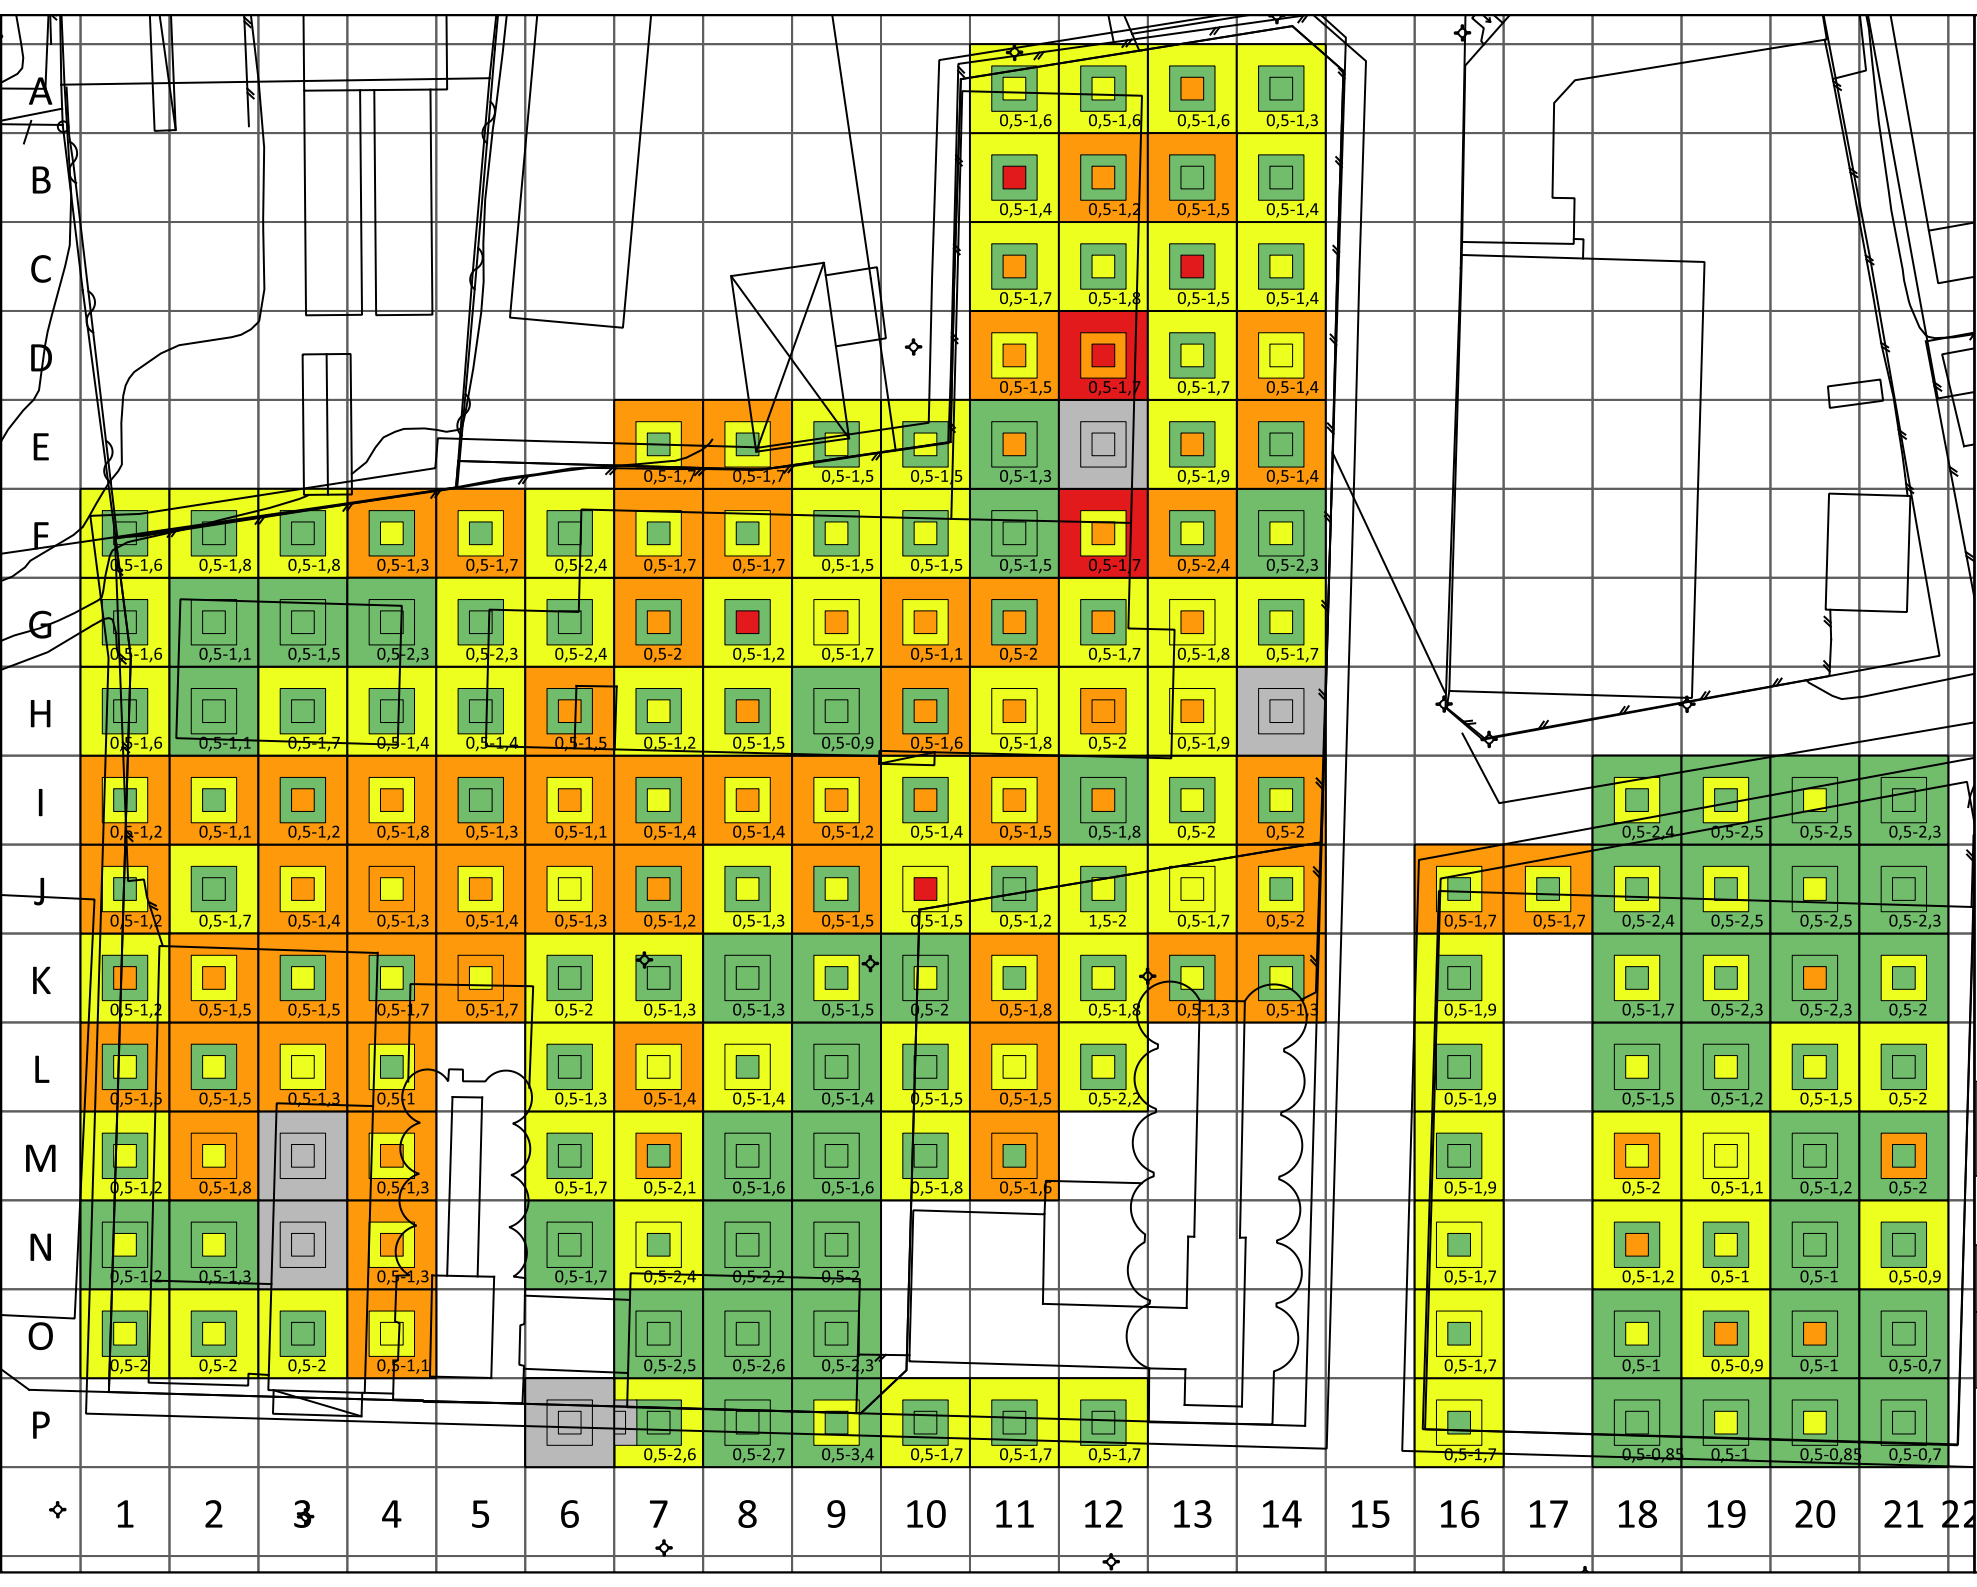 A
0,5-1,6 0,5-1,6 0,5-1,6 0,5-1,3
B
0,5-1,4 0,5-1,2 0,5-1,5 0,5-1,4
C
0,5-1,7 0,5-1,8 0,5-1,5 0,5-1,4
D
0,5-1,5 0,5-1,7 0,5-1,7 0,5-1,4
E
0,5-1,7 0,5-1,7 0,5-1,5 0,5-1,5 0,5-1,3 0,5-1,9 0,5-1,4
F
0,5-1,6 0,5-1,8 0,5-1,8 0,5-1,3 0,5-1,7 0,5-2,4 0,5-1,7 0,5-1,7 0,5-1,5 0,5-1,5 0,5-1,5 0,5-1,7 0,5-2,4 0,5-2,3
G
0,5-1,6 0,5-1,1 0,5-1,5 0,5-2,3 0,5-2,3 0,5-2,4 0,5-2 0,5-1,2 0,5-1,7 0,5-1,1 0,5-2 0,5-1,7 0,5-1,8 0,5-1,7
H
0,5-1,6 0,5-1,1 0,5-1,7 0,5-1,4 0,5-1,4 0,5-1,5 0,5-1,2 0,5-1,5 0,5-0,9 0,5-1,6 0,5-1,8 0,5-2 0,5-1,9
I
0,5-1,2 0,5-1,1 0,5-1,2 0,5-1,8 0,5-1,3 0,5-1,1 0,5-1,4 0,5-1,4 0,5-1,2 0,5-1,4 0,5-1,5 0,5-1,8 0,5-2 0,5-2 0,5-2,4 0,5-2,5 0,5-2,5 0,5-2,3
J
0,5-1,2 0,5-1,7 0,5-1,4 0,5-1,3 0,5-1,4 0,5-1,3 0,5-1,2 0,5-1,3 0,5-1,5 0,5-1,5 0,5-1,2 1,5-2 0,5-1,7 0,5-2 0,5-1,7 0,5-1,7 0,5-2,4 0,5-2,5 0,5-2,5 0,5-2,3
K
0,5-1,2 0,5-1,5 0,5-1,5 0,5-1,7 0,5-1,7 0,5-2 0,5-1,3 0,5-1,3 0,5-1,5 0,5-2 0,5-1,8 0,5-1,8 0,5-1,3 0,5-1,3 0,5-1,9 0,5-1,7 0,5-2,3 0,5-2,3 0,5-2
L
0,5-1,5 0,5-1,5 0,5-1,3 0,5-1 0,5-1,3 0,5-1,4 0,5-1,4 0,5-1,4 0,5-1,5 0,5-1,5 0,5-2,2 0,5-1,9 0,5-1,5 0,5-1,2 0,5-1,5 0,5-2
M
0,5-1,2 0,5-1,8 0,5-1,3 0,5-1,7 0,5-2,1 0,5-1,6 0,5-1,6 0,5-1,8 0,5-1,6 0,5-1,9 0,5-2 0,5-1,1 0,5-1,2 0,5-2
N
0,5-1,2 0,5-1,3 0,5-1,3 0,5-1,7 0,5-2,4 0,5-2,2 0,5-2 0,5-1,7 0,5-1,2 0,5-1 0,5-1 0,5-0,9
O
0,5-2 0,5-2 0,5-2 0,5-1,1 0,5-2,5 0,5-2,6 0,5-2,3 0,5-1,7 0,5-1 0,5-0,9 0,5-1 0,5-0,7
P
0,5-2,6 0,5-2,7 0,5-3,4 0,5-1,7 0,5-1,7 0,5-1,7 0,5-1,7 0,5-0,85 0,5-1 0,5-0,85 0,5-0,7
1 2 3 4 5 6 7 8 9 10 11 12 13 14 15 16 17 18 19 20 21 22